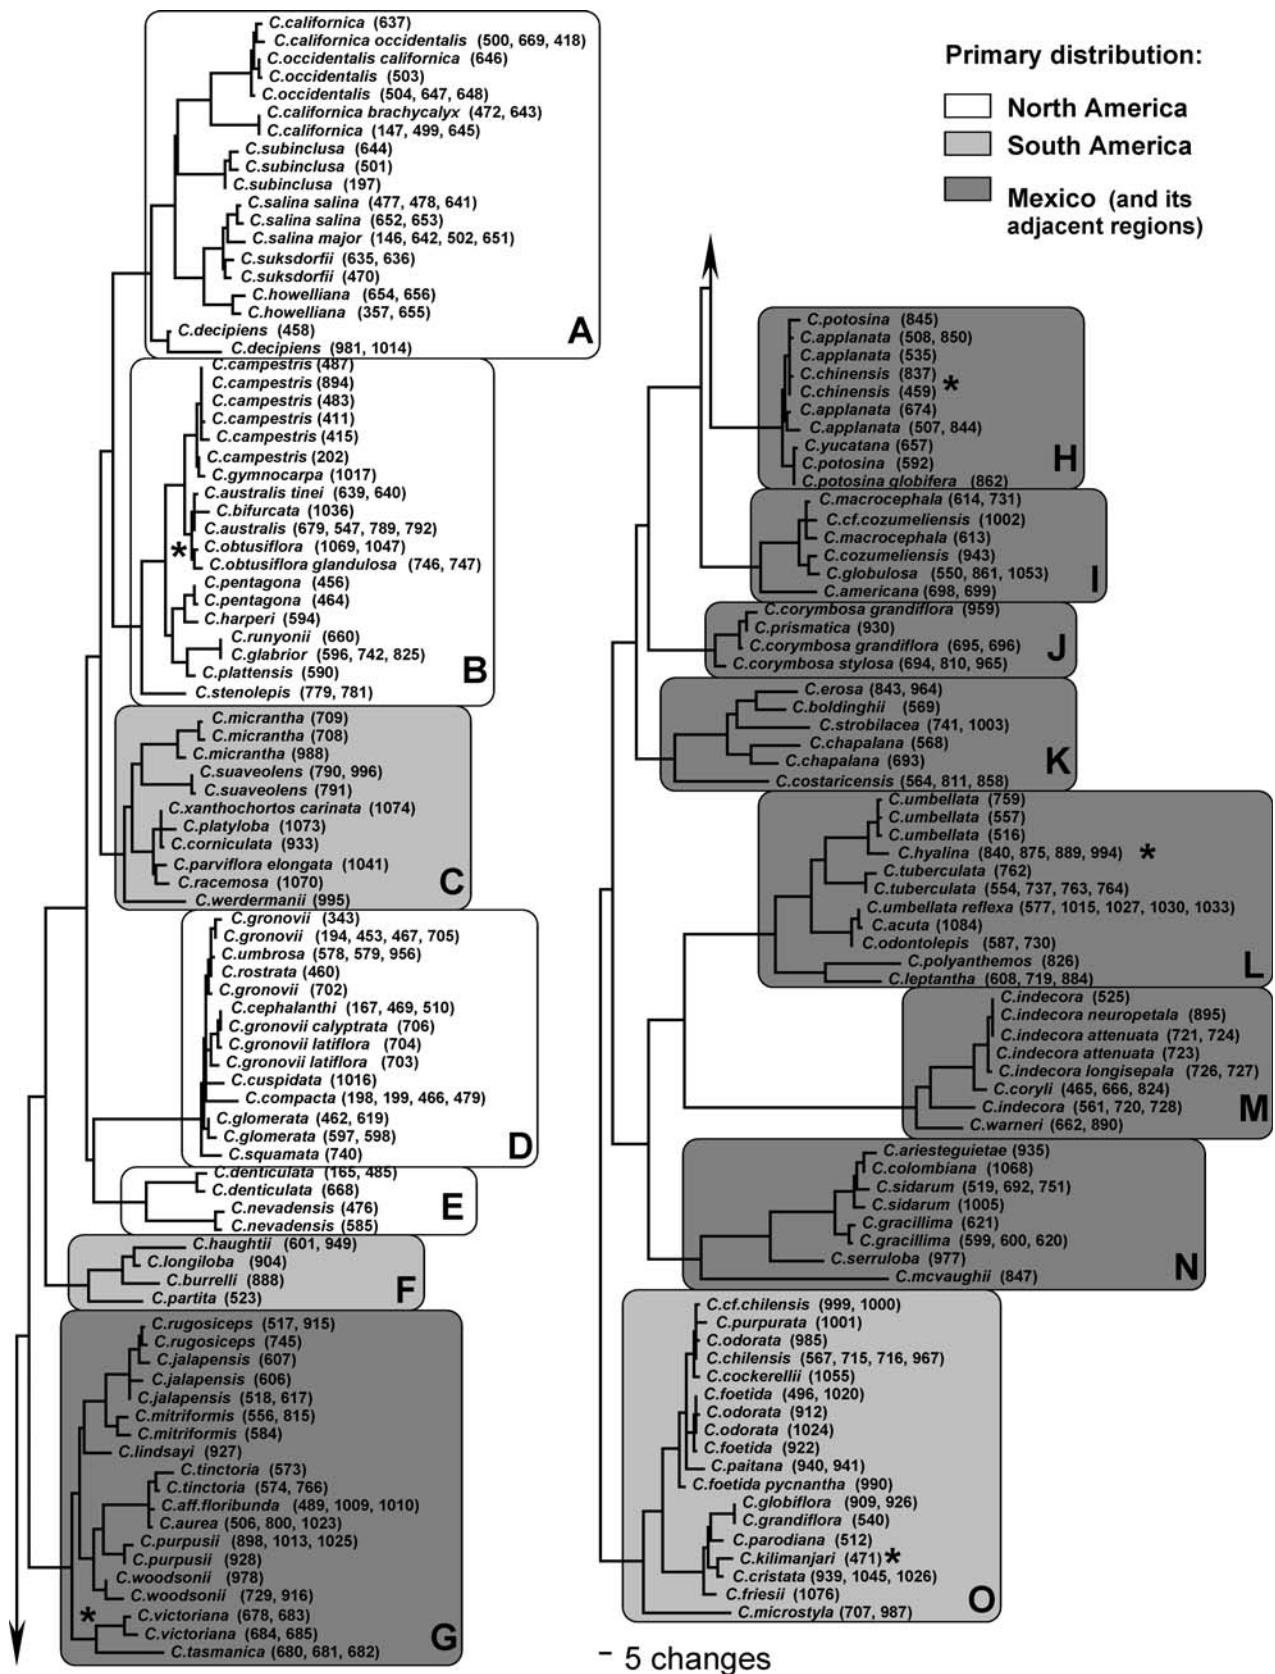 C.californica (637)
C.californica occidentalis (500, 669, 418)
C.occidentalis californica (646)
C.occidentalis (503)
C.occidentalis (504, 647, 648)
C.californica brachycalyx (472, 643)
C.californica (147, 499, 645)
C.subinclusa (644)
C.subinclusa (501)
C.subinclusa (197)
C.salina salina (477, 478, 641)
C.salina salina (652, 653)
C.salina major (146, 642, 502, 651)
C.suksdorfii (635, 636)
C.suksdorfii (470)
C.howelliana (654, 656)
C.howelliana (357, 655)
C.decipiens (458)
C.decipiens (981, 1014)
A
C.campestris (487)
C.campestris (894)
C.campestris (483)
C.campestris (411)
C.campestris (415)
C.campestris (202)
C.gymnocarpa (1017)
C.australis tinei (639, 640)
C.bifurcata (1036)
C.australis (679, 547, 789, 792)
* C.obtusiflora (1069, 1047)
C.obtusiflora glandulosa (746, 747)
C.pentagona (456)
C.pentagona (464)
C.harperi (594)
C.runyonii (660)
C.glabrior (596, 742, 825)
C.plattensis (590)
C.stenolepis (779, 781)
B
C.micrantha (709)
C.micrantha (708)
C.micrantha (988)
C.suaveolens (790, 996)
C.suaveolens (791)
C.xanthochortos carinata (1074)
C.platyloba (1073)
C.corniculata (933)
C.parviflora elongata (1041)
C.racemosa (1070)
C.werdermanii (995)
C
C.gronovii (343)
C.gronovii (194, 453, 467, 705)
C.umbrosa (578, 579, 956)
C.rostrata (460)
C.gronovii (702)
C.cephalanthi (167, 469, 510)
C.gronovii calyptrata (706)
C.gronovii latiflora (704)
C.gronovii latiflora (703)
C.cuspidata (1016)
C.compacta (198, 199, 466, 479)
C.glomerata (462, 619)
C.glomerata (597, 598)
C.squamata (740)
D
C.denticulata (165, 485)
C.denticulata (668)
C.nevadensis (476)
C.nevadensis (585)
E
C.haughtii (601, 949)
C.longiloba (904)
C.burrelli (888)
C.partita (523)
F
C.rugosiceps (517, 915)
C.rugosiceps (745)
C.jalapensis (607)
C.jalapensis (606)
C.jalapensis (518, 617)
C.mitriformis (556, 815)
C.mitriformis (584)
C.lindsayi (927)
C.tinctoria (573)
C.tinctoria (574, 766)
C.aff.floribunda (489, 1009, 1010)
C.aurea (506, 800, 1023)
C.purpusii (898, 1013, 1025)
C.purpusii (928)
C.woodsonii (978)
C.woodsonii (729, 916)
* C.victoriana (678, 683)
C.victoriana (684, 685)
C.tasmanica (680, 681, 682)
G
Primary distribution:
North America
South America
Mexico (and its
adjacent regions)
C.potosina (845)
C.applanata (508, 850)
C.applanata (535)
C.chinensis (837)
C.chinensis (459) *
C.applanata (674)
C.applanata (507, 844)
C.yucatana (657)
C.potosina (592)
C.potosina globifera (862)
H
C.macrocephala (614, 731)
C.cf.cozumeliensis (1002)
C.macrocephala (613)
C.cozumeliensis (943)
C.globulosa (550, 861, 1053)
C.americana (698, 699)
I
C.corymbosa grandiflora (959)
C.prismatica (930)
C.corymbosa grandiflora (695, 696)
C.corymbosa stylosa (694, 810, 965)
J
C.erosa (843, 964)
C.boldinghii (569)
C.strobilacea (741, 1003)
C.chapalana (568)
C.chapalana (693)
C.costaricensis (564, 811, 858)
K
C.umbellata (759)
C.umbellata (557)
C.umbellata (516)
C.hyalina (840, 875, 889, 994) *
C.tuberculata (762)
C.tuberculata (554, 737, 763, 764)
C.umbellata reflexa (577, 1015, 1027, 1030, 1033)
C.acuta (1084)
C.odontolepis (587, 730)
C.polyanthemos (826)
C.leptantha (608, 719, 884)
L
C.indecora (525)
C.indecora neuropetala (895)
C.indecora attenuata (721, 724)
C.indecora attenuata (723)
C.indecora longisepala (726, 727)
C.coryli (465, 666, 824)
C.indecora (561, 720, 728)
C.warneri (662, 890)
M
C.ariesteguietae (935)
C.colombiana (1068)
C.sidarum (519, 692, 751)
C.sidarum (1005)
C.gracillima (621)
C.gracillima (599, 600, 620)
C.serruloba (977)
C.mcvaughii (847)
N
C.cf.chilensis (999, 1000)
C.purpurata (1001)
C.odorata (985)
C.chilensis (567, 715, 716, 967)
C.cockerellii (1055)
C.foetida (496, 1020)
C.odorata (912)
C.odorata (1024)
C.foetida (922)
C.paitana (940, 941)
C.foetida pycnantha (990)
C.globiflora (909, 926)
C.grandiflora (540)
C.parodiana (512)
C.kilimanjari (471) *
C.cristata (939, 1045, 1026)
C.friesii (1076)
C.microstyla (707, 987)
O
– 5 changes